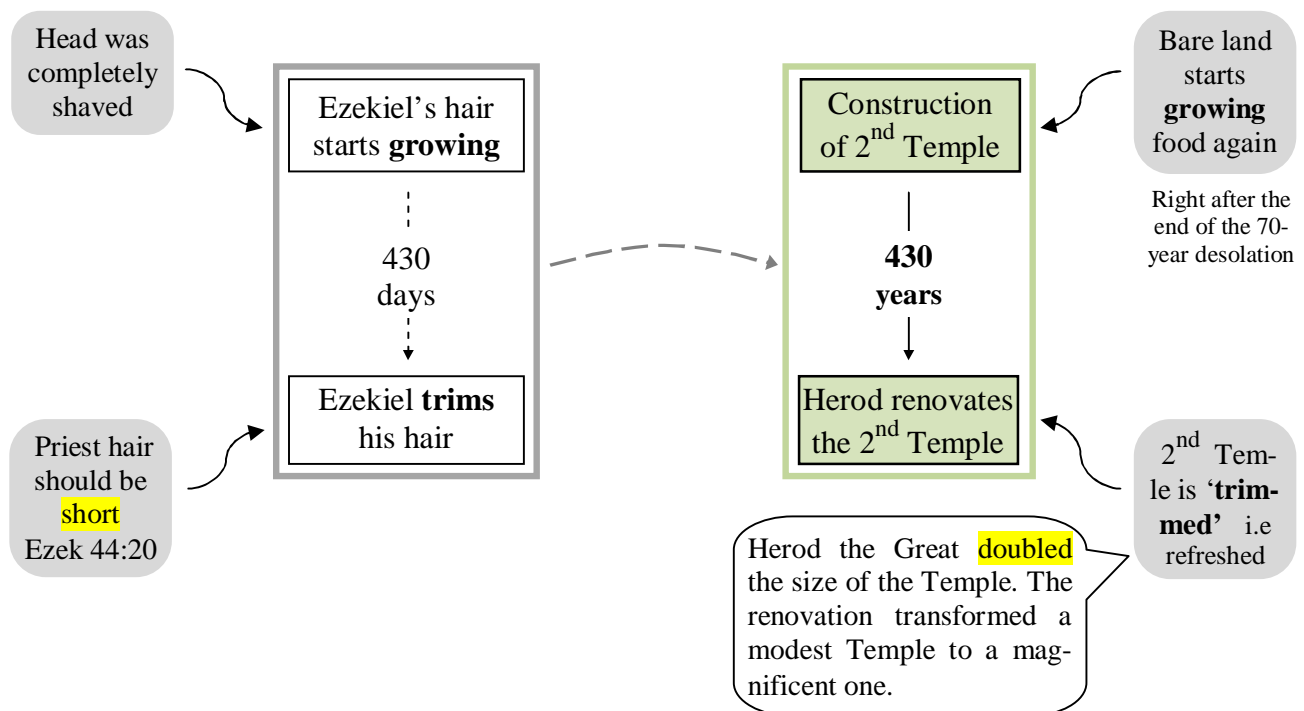 Head was
completely
shaved
Ezekiel’s hair
starts growing
430
days
Ezekiel trims
his hair
Priest hair
should be
short
Ezek 44:20
Construction
of 2nd Temple
430
years
Herod renovates
the 2nd Temple
Bare land
starts
growing
food again
Right after the
end of the 70-
year desolation
2nd Tem-
le is ‘trim-
med’ i.e
refreshed
Herod the Great doubled
the size of the Temple. The
renovation transformed a
modest Temple to a mag-
nificent one.